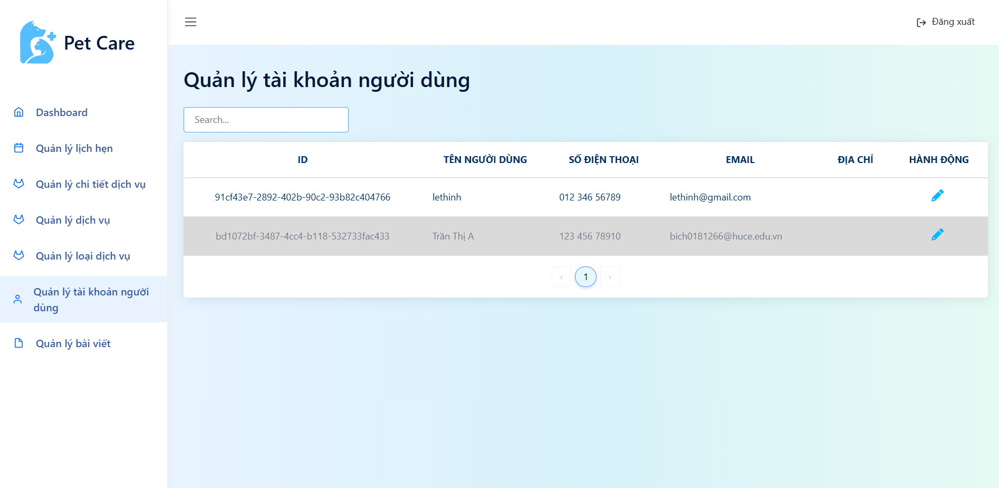 Pet Care
Dashboard
Quản lý lịch hẹn
Quản lý chi tiết dịch vụ
Quản lý dịch vụ
Quản lý loại dịch vụ
Quản lý tài khoản người
dùng
Quản lý bài viết
Đăng xuất
Quản lý tài khoản người dùng
Search...
ID TÊN NGƯỜI DÙNG SỐ ĐIỆN THOẠI EMAIL ĐỊA CHỈ HÀNH ĐỘNG
91cf43e7-2892-402b-90c2-93b82c404766 lethinh 012 346 56789 lethinh@gmail.com
bd1072bf-3487-4cc4-b118-532733fac433 Trần Thị A 123 456 78910 bich0181266@huce.edu.vn
‹ 1 ›